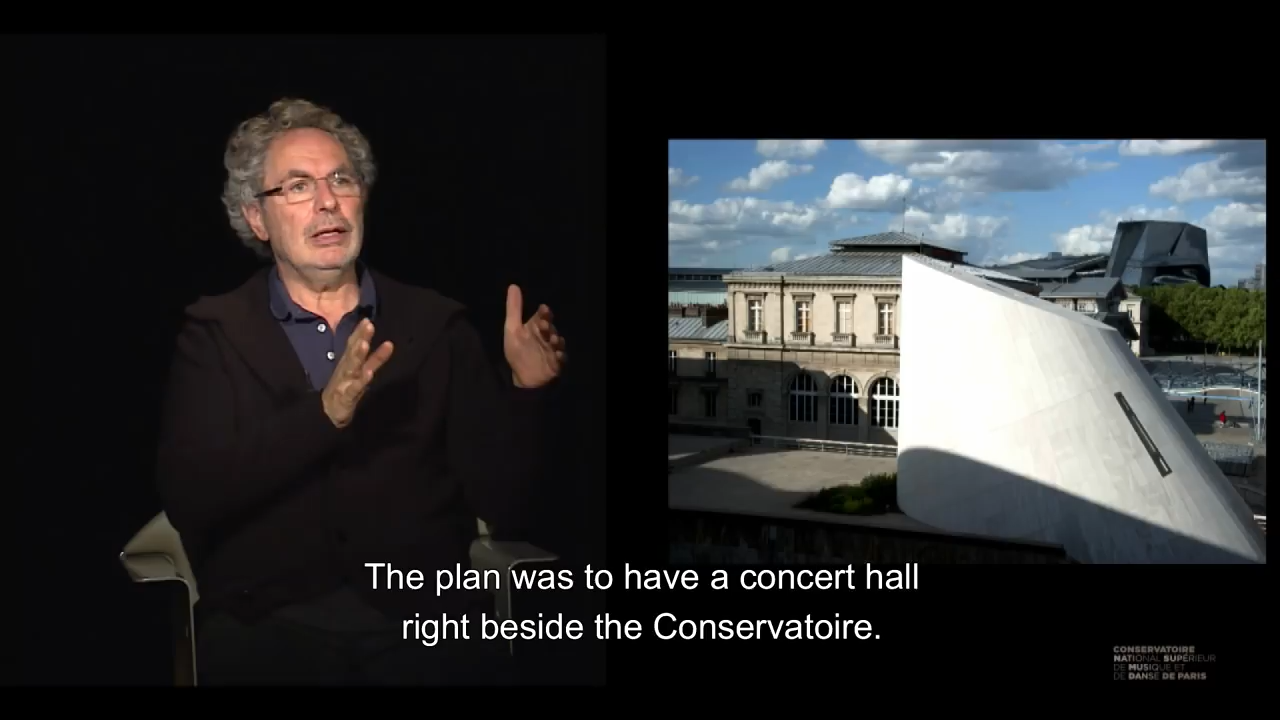 The plan was to have a concert hall
right beside the Conservatoire.
CONSERVATOIRE
NATIONAL SUPÉRIEUR
DE MUSIQUE ET
DE DANSE DE PARIS